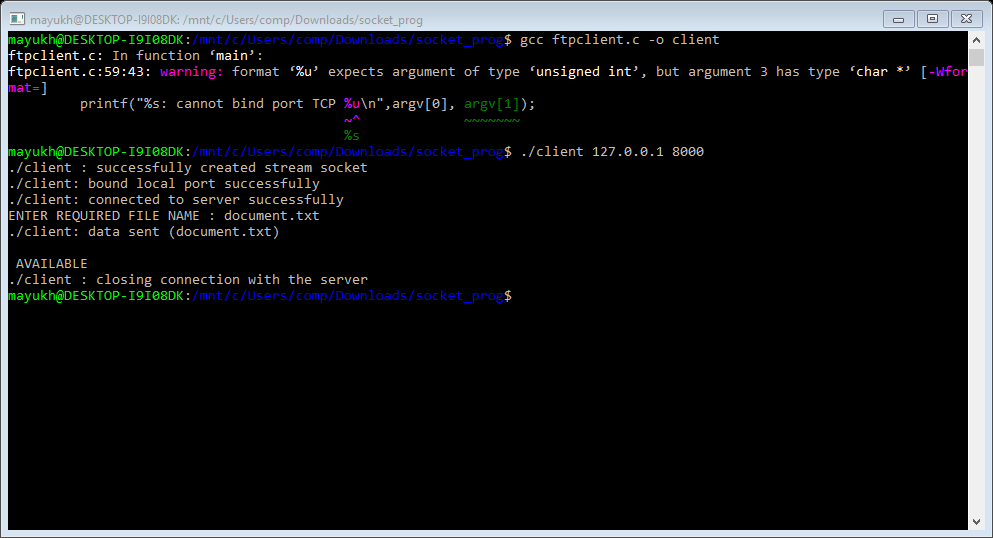 mayukh@DESKTOP-I9I08DK: /mnt/c/Users/comp/Downloads/socket_prog
mayukh@DESKTOP-I9I08DK:/mnt/c/Users/comp/Downloads/socket_prog$ gcc ftpclient.c -o client
ftpclient.c: In function ‘main’:
ftpclient.c:59:43: warning: format ‘%u’ expects argument of type ‘unsigned int’, but argument 3 has type ‘char *’ [-Wfor
mat=]
         printf("%s: cannot bind port TCP %u\n",argv[0], argv[1]);
                                          ~^             ~~~~~~~
                                          %s
mayukh@DESKTOP-I9I08DK:/mnt/c/Users/comp/Downloads/socket_prog$ ./client 127.0.0.1 8000
./client : successfully created stream socket
./client: bound local port successfully
./client: connected to server successfully
ENTER REQUIRED FILE NAME : document.txt
./client: data sent (document.txt)

 AVAILABLE
./client : closing connection with the server
mayukh@DESKTOP-I9I08DK:/mnt/c/Users/comp/Downloads/socket_prog$